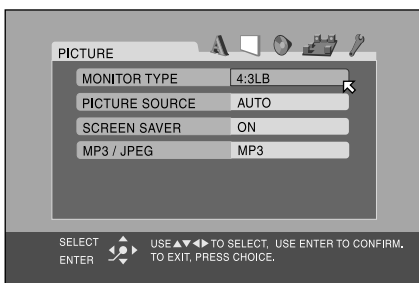 PICTURE
MONITOR TYPE 4:3LB
PICTURE SOURCE AUTO
SCREEN SAVER ON
MP3 / JPEG MP3
SELECT USE▲▼◀▶ TO SELECT, USE ENTER TO CONFIRM.
ENTER TO EXIT, PRESS CHOICE.